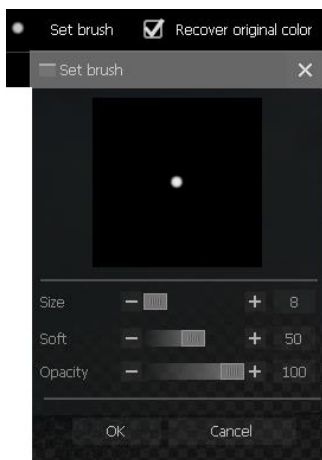 Set brush Recover original color
Set brush
Size 8
Soft 50
Opacity 100
OK Cancel